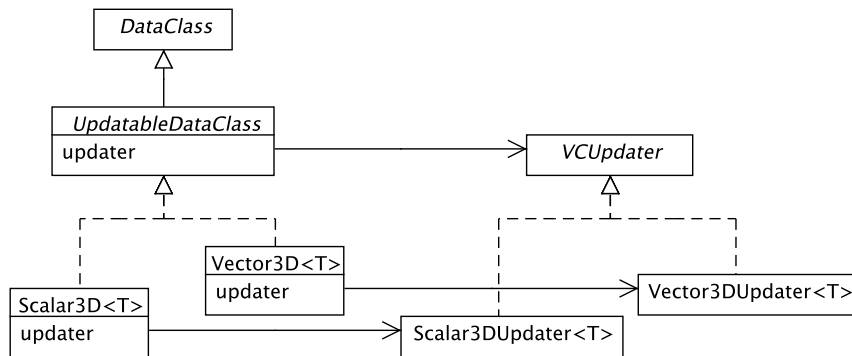 DataClass
UpdatableDataClass
updater
VCUpdater
Vector3D<T>
updater
Vector3DUpdater<T>
Scalar3D<T>
updater
Scalar3DUpdater<T>